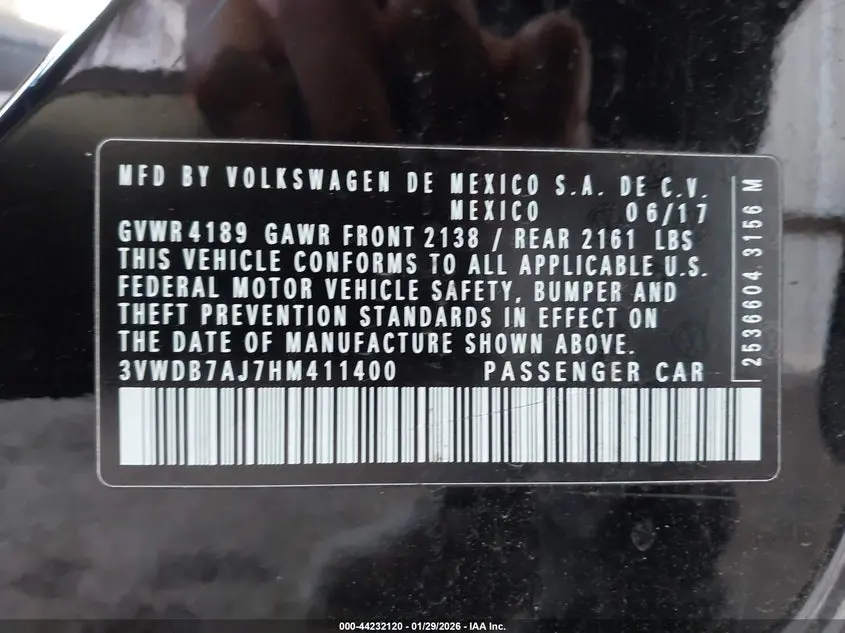 MFD BY VOLKSWAGEN DE MEXICO S.A. DE C.V.
MEXICO 06/17
GVWR 4189 GAWR FRONT 2138 / REAR 2161 LBS
THIS VEHICLE CONFORMS TO ALL APPLICABLE U.S.
FEDERAL MOTOR VEHICLE SAFETY, BUMPER AND
THEFT PREVENTION STANDARDS IN EFFECT ON
THE DATE OF MANUFACTURE SHOWN ABOVE.
3VWDB7AJ7HM411400 PASSENGER CAR
2536604 3156 M
000-44232120 - 01/29/2026 - IAA Inc.